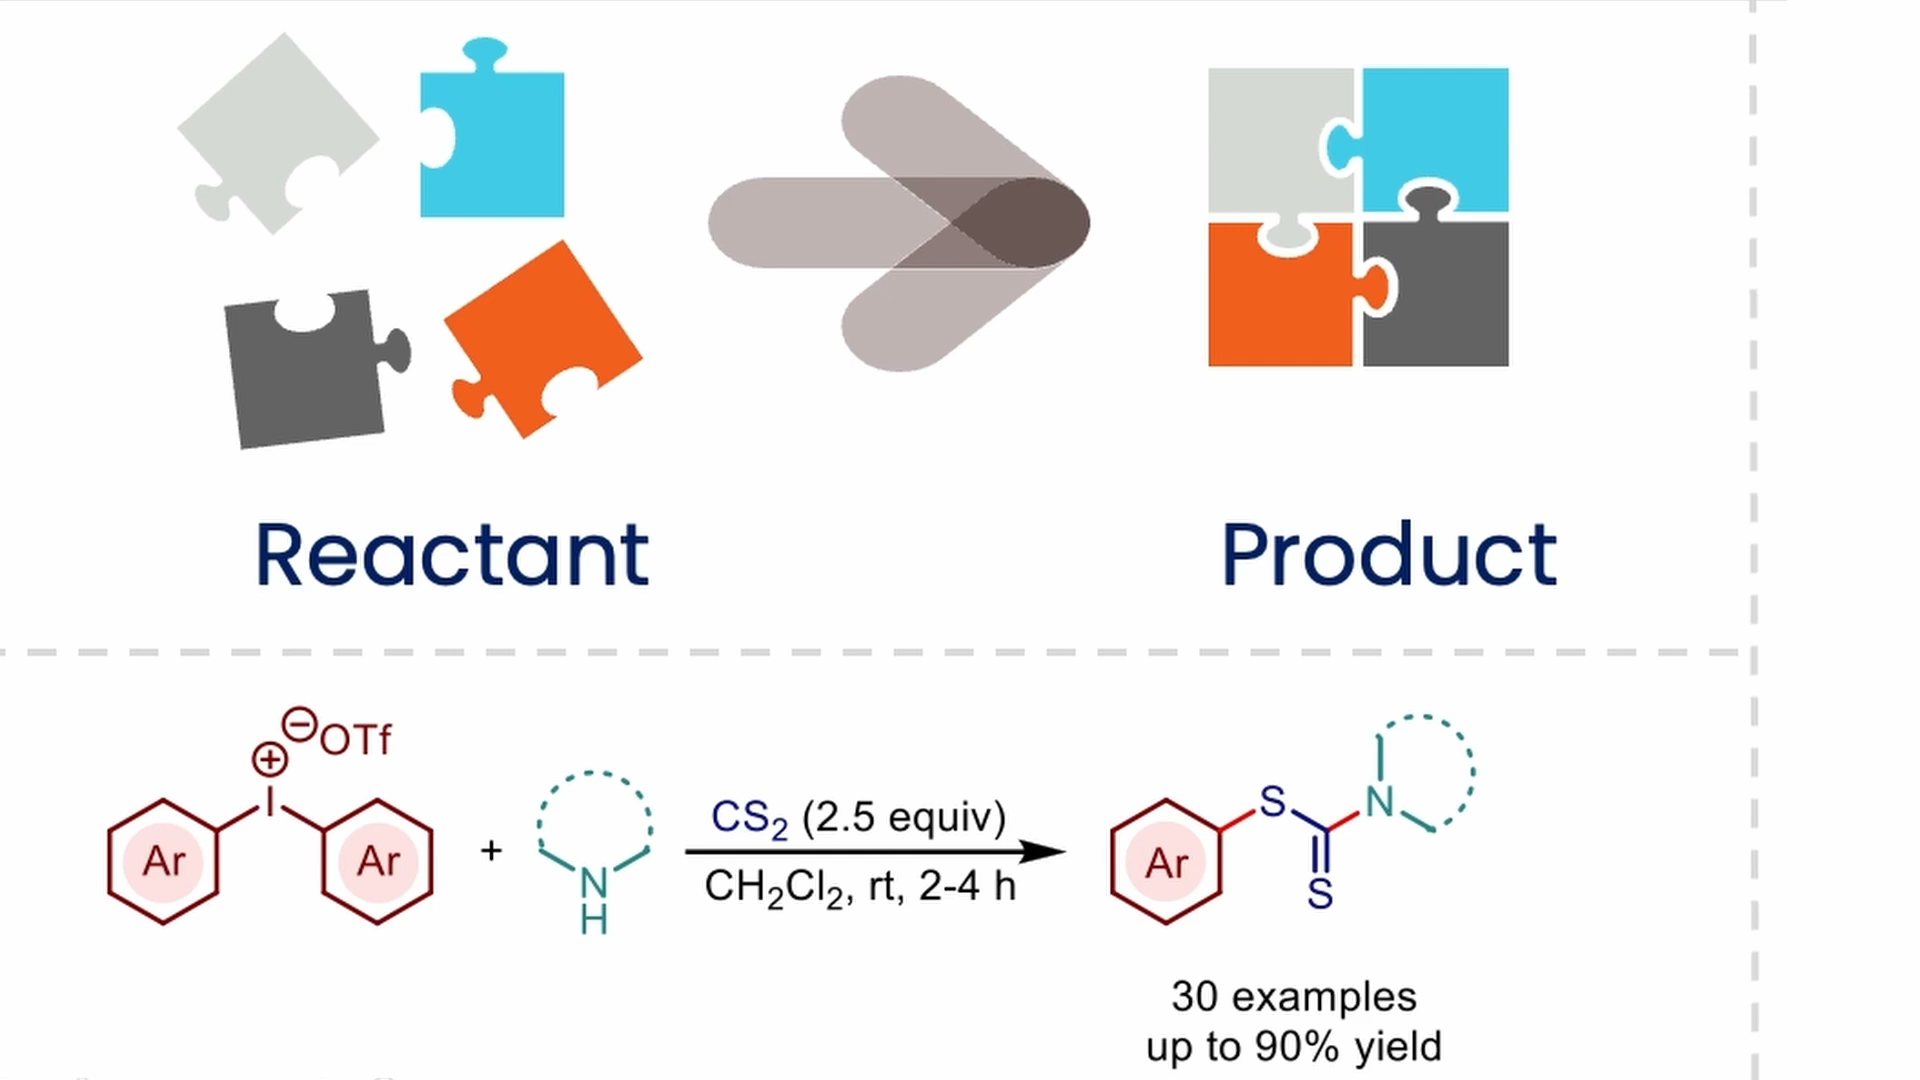 Reactant
Product
⊖OTf
⊕
I
Ar
Ar
+
N
H
CS₂ (2.5 equiv)
CH₂Cl₂, rt, 2-4 h
Ar
S
N
S
30 examples
up to 90% yield